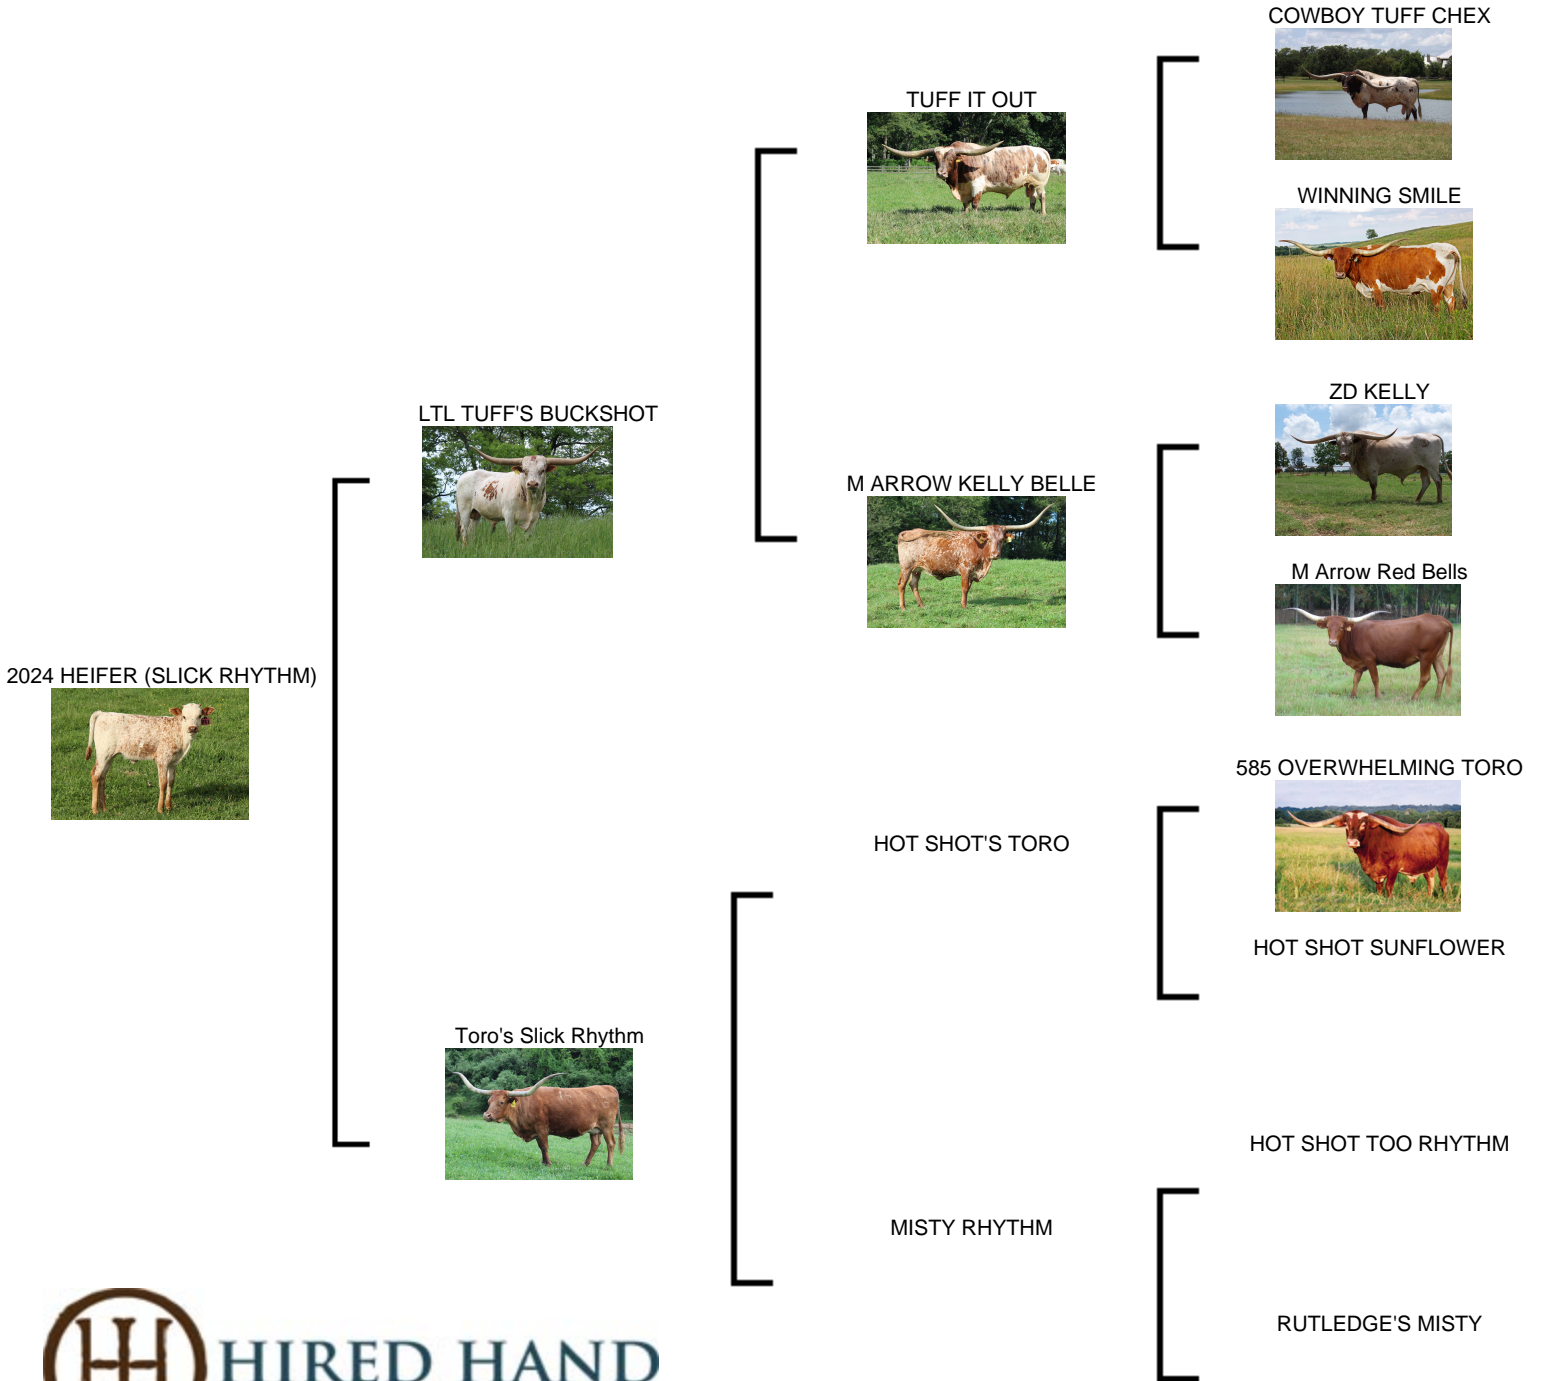 COWBOY TUFF CHEX
TUFF IT OUT
WINNING SMILE
ZD KELLY
LTL TUFF'S BUCKSHOT
M ARROW KELLY BELLE
M Arrow Red Bells
2024 HEIFER (SLICK RHYTHM)
585 OVERWHELMING TORO
HOT SHOT'S TORO
HOT SHOT SUNFLOWER
Toro's Slick Rhythm
HOT SHOT TOO RHYTHM
MISTY RHYTHM
RUTLEDGE'S MISTY
HIRED HAND